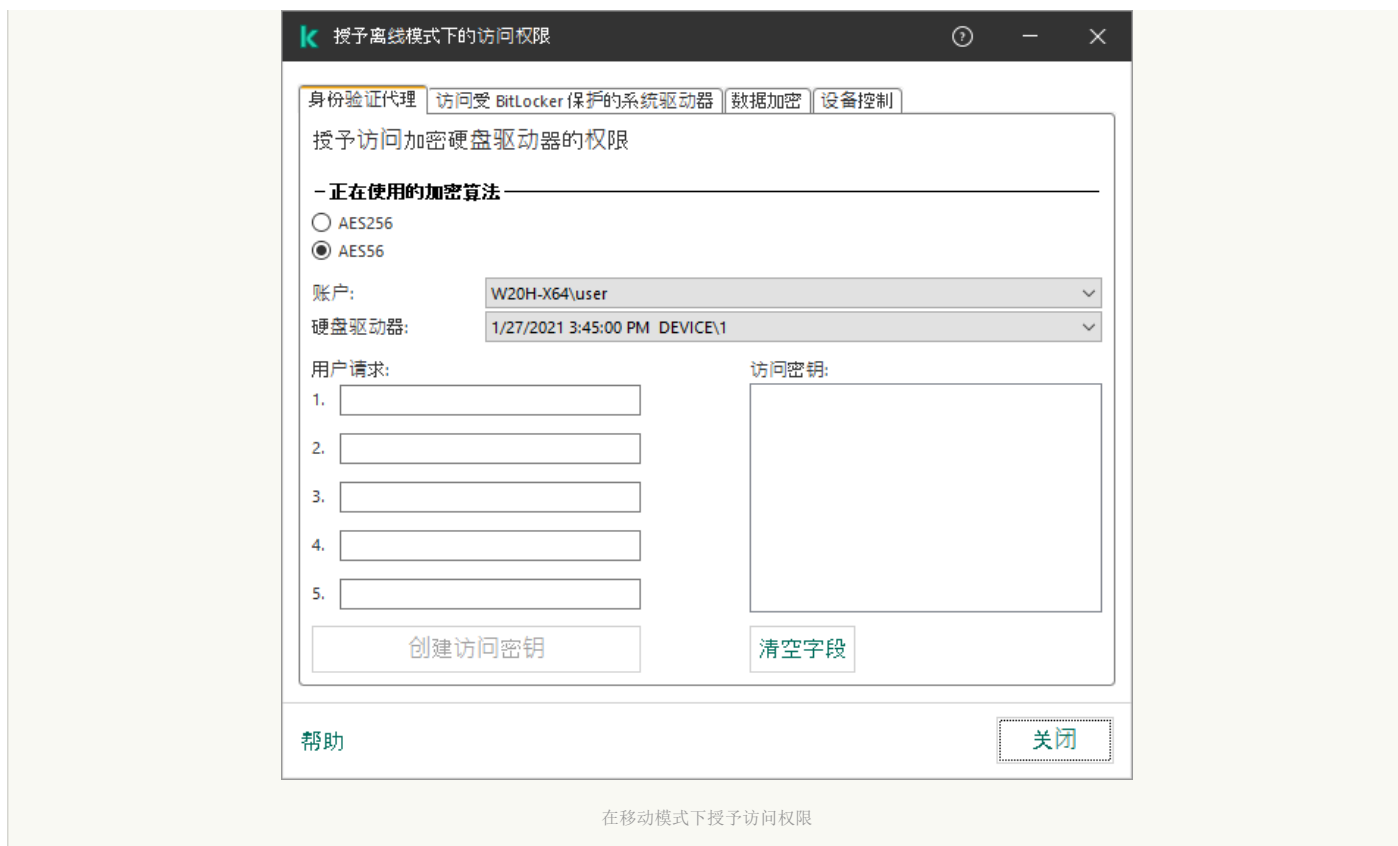 授予离线模式下的访问权限
身份验证代理 访问受 BitLocker 保护的系统驱动器 数据加密 设备控制
授予访问加密硬盘驱动器的权限
正在使用的加密算法
AES256
AES56
账户: W20H-X64\user
硬盘驱动器: 1/27/2021 3:45:00 PM DEVICE\1
用户请求: 访问密钥:
1.
2.
3.
4.
5.
创建访问密钥 清空字段
帮助 关闭
在移动模式下授予访问权限